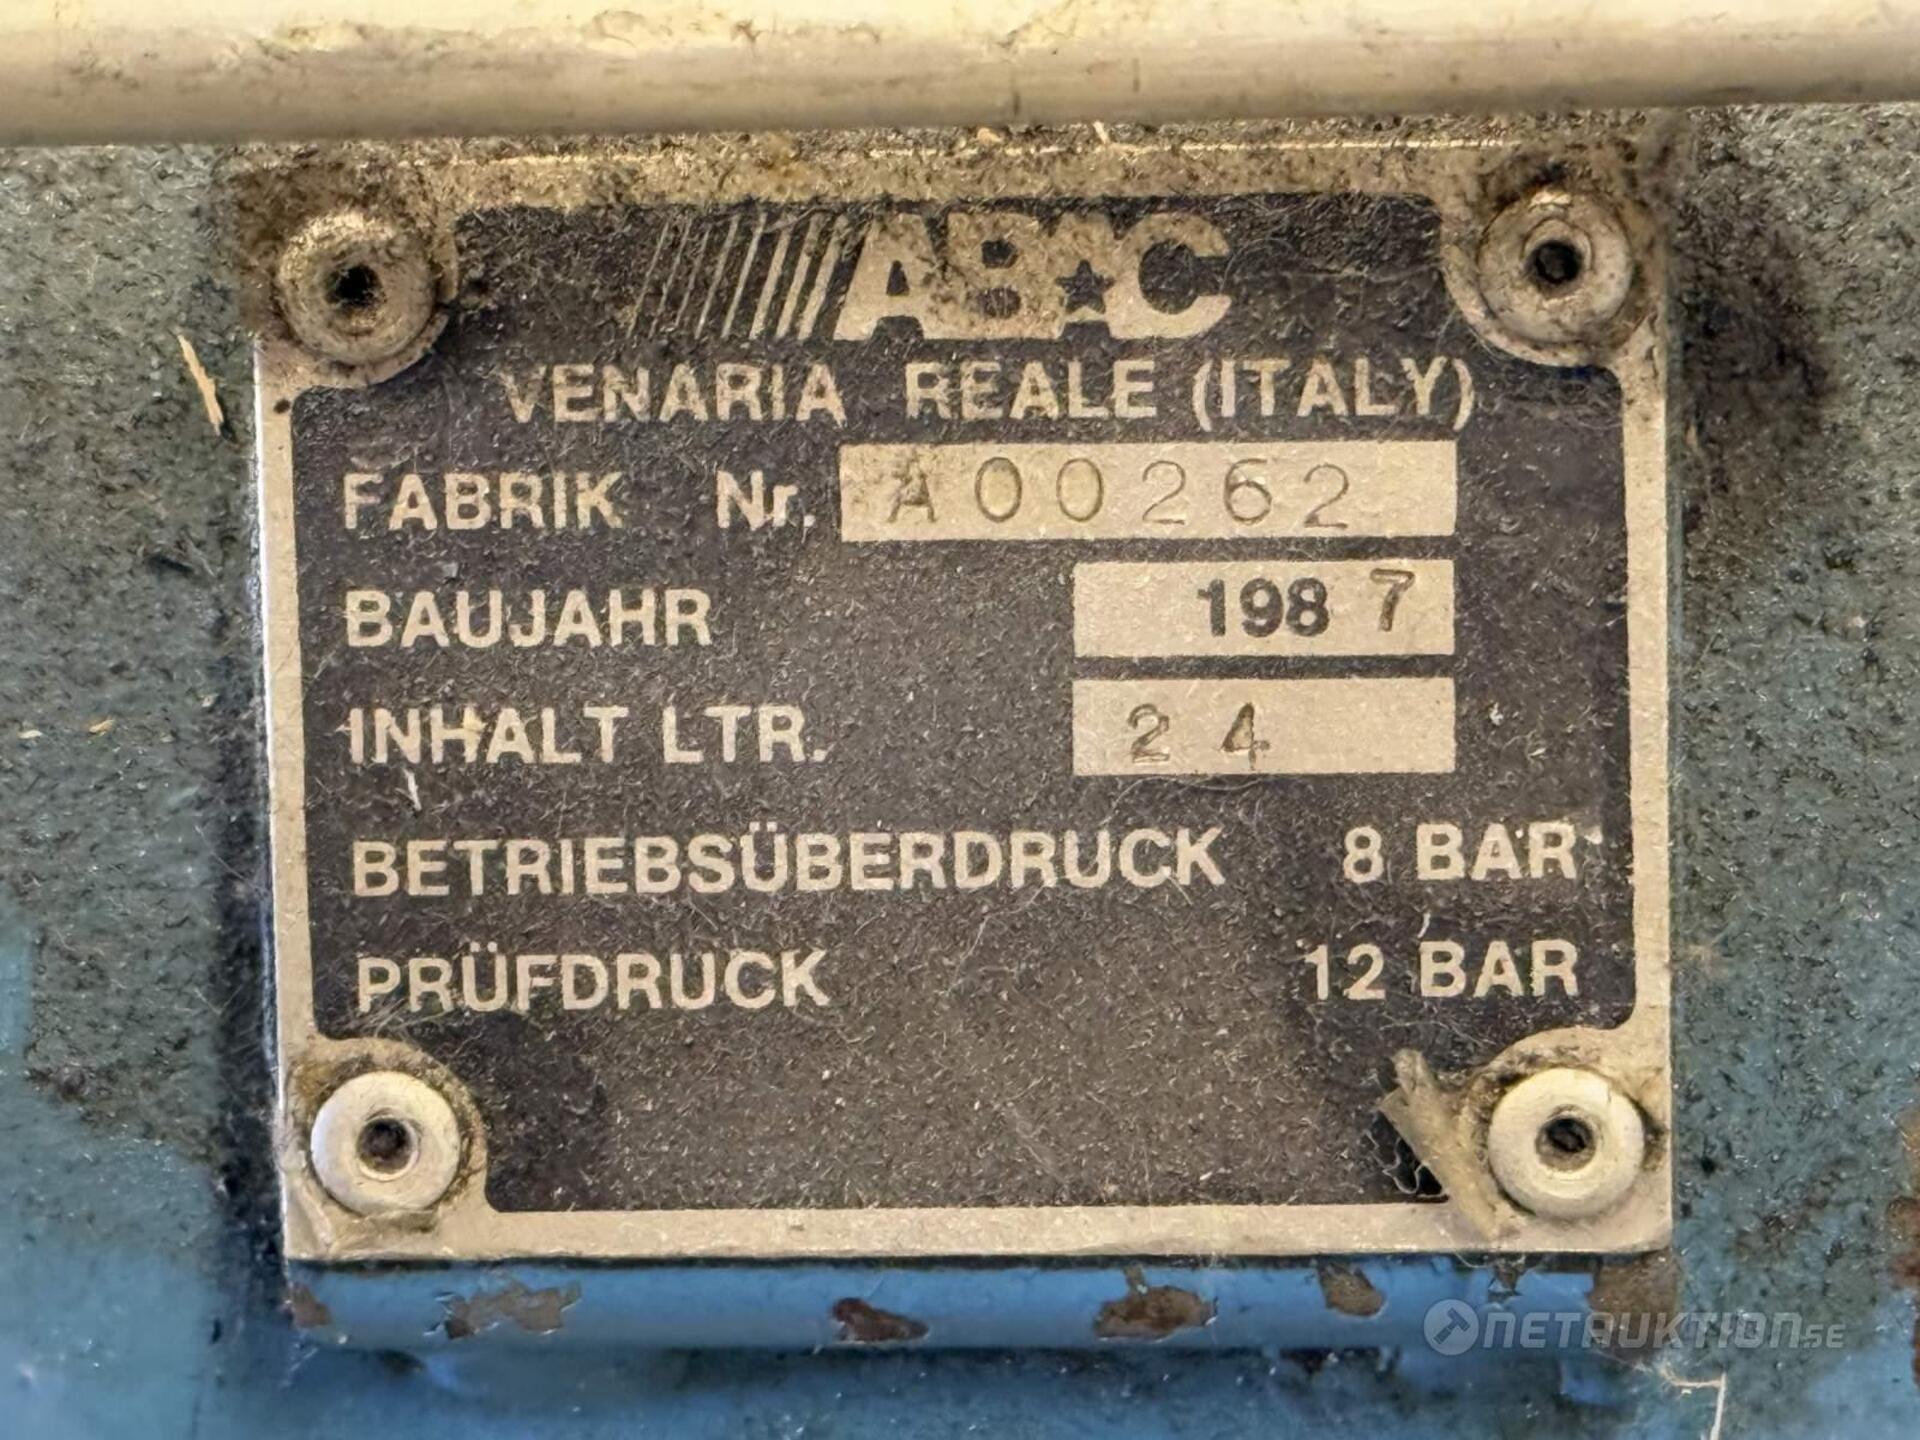 ABAC
VENARIA REALE (ITALY)
FABRIK Nr. A00262
BAUJAHR 1987
INHALT LTR. 24
BETRIEBSÜBERDRUCK 8 BAR
PRÜFDRUCK 12 BAR
NETAUKTION.SE